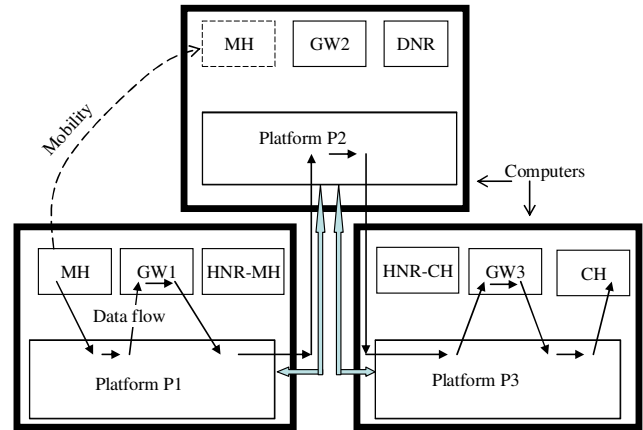 MH
GW2
DNR
Platform P2
Mobility
Computers
MH
GW1
HNR-MH
Data flow
Platform P1
HNR-CH
GW3
CH
Platform P3